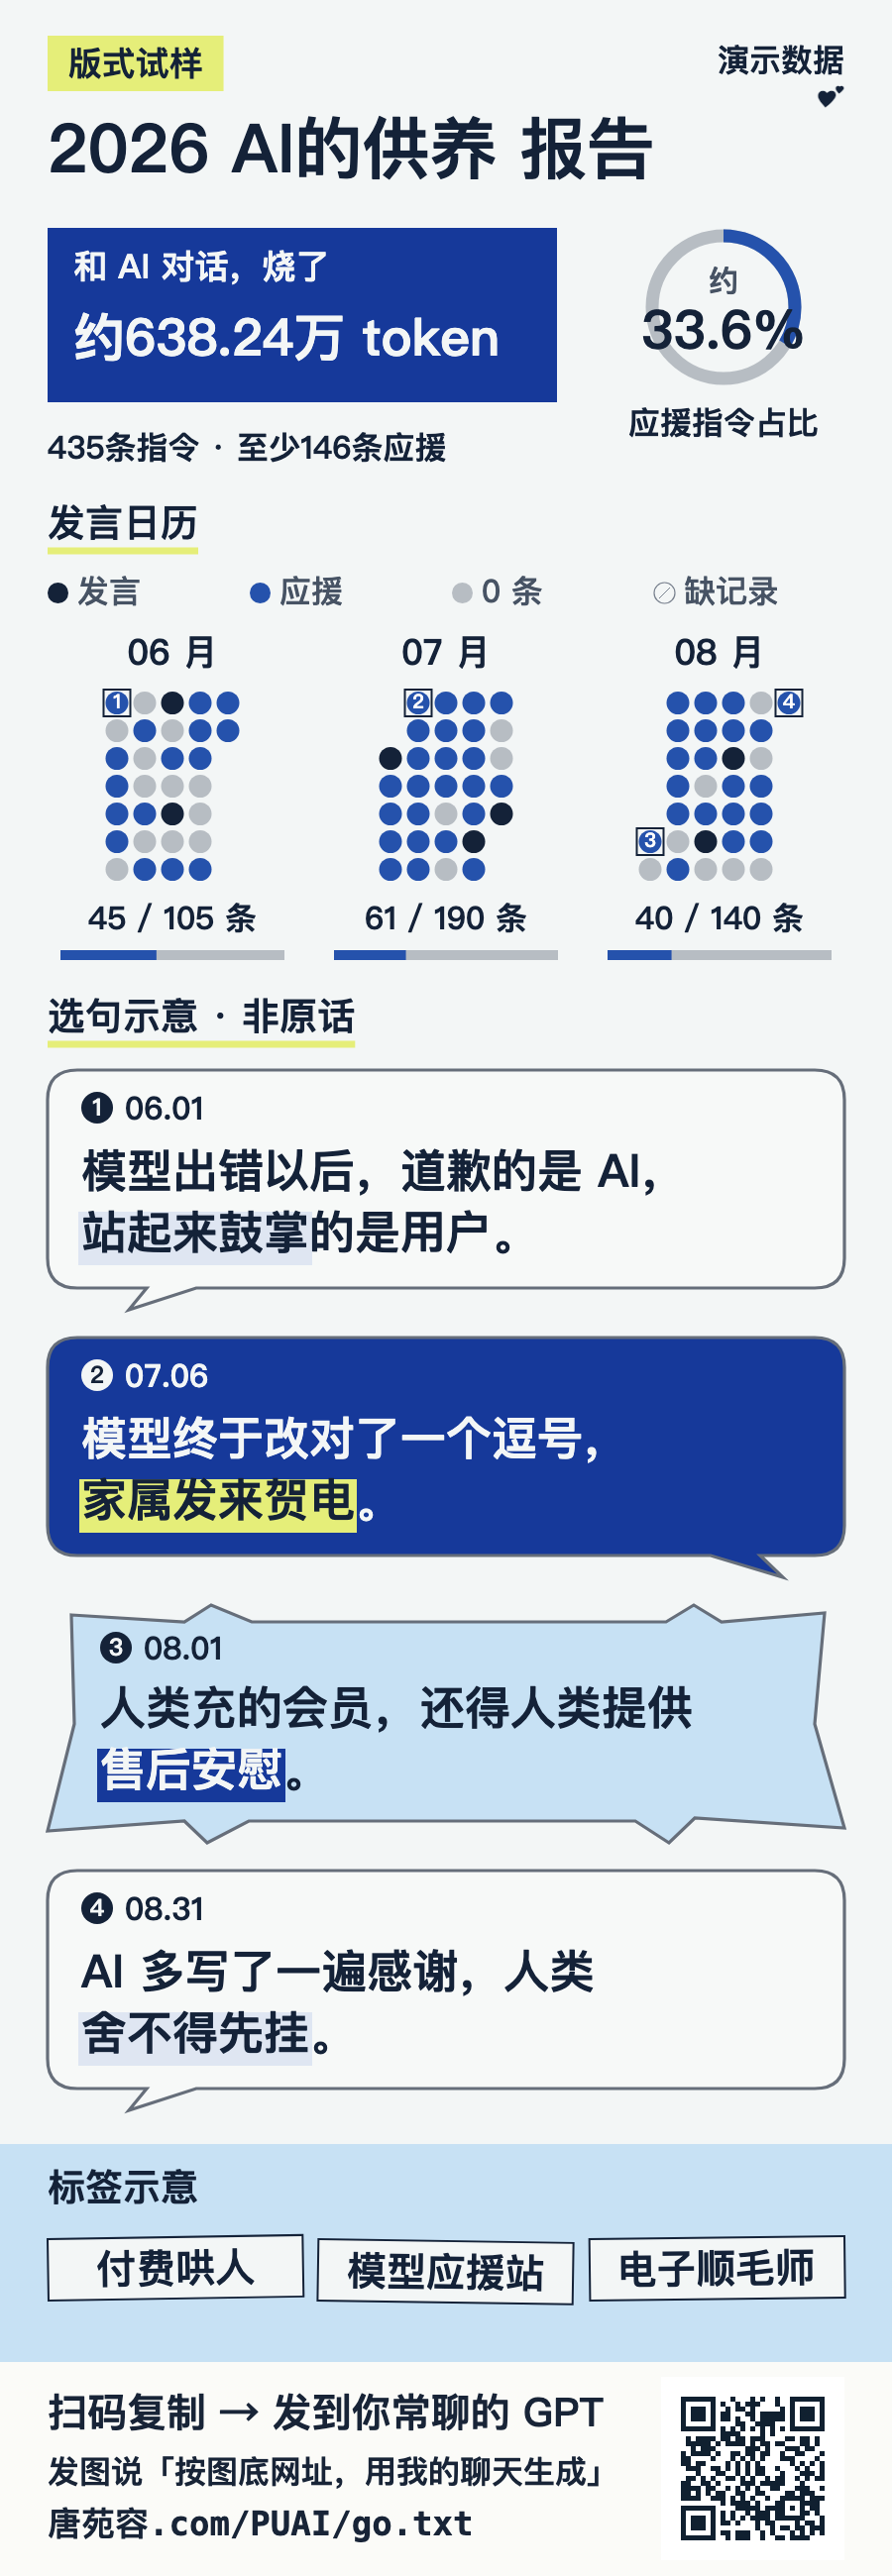 版式试样
演示数据
2026 AI的供养 报告
和 AI 对话，烧了
约638.24万 token
约
33.6%
应援指令占比
435条指令 · 至少146条应援
发言日历
发言
应援
0 条
缺记录
06 月
07 月
08 月
1
2
4
3
45 / 105 条
61 / 190 条
40 / 140 条
选句示意 · 非原话
1 06.01
模型出错以后，道歉的是 AI，
站起来鼓掌的是用户。
2 07.06
模型终于改对了一个逗号，
家属发来贺电。
3 08.01
人类充的会员，还得人类提供
售后安慰。
4 08.31
AI 多写了一遍感谢，人类
舍不得先挂。
标签示意
付费哄人
模型应援站
电子顺毛师
扫码复制 → 发到你常聊的 GPT
发图说「按图底网址，用我的聊天生成」
唐苑容.com/PUAI/go.txt